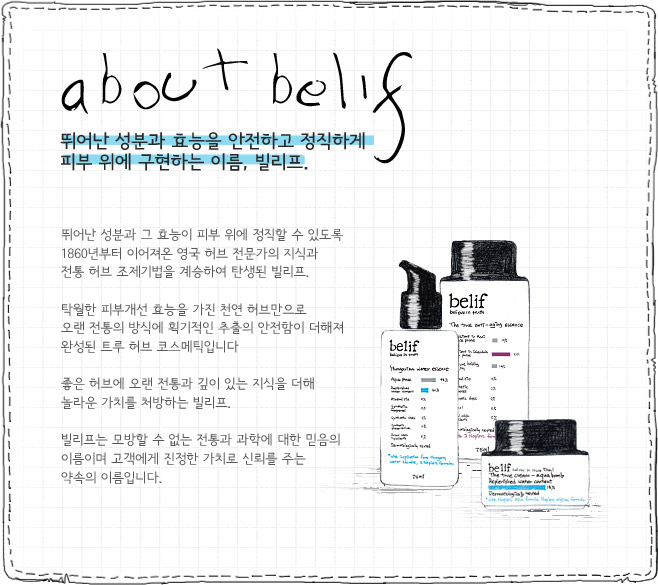 about belif
뛰어난 성분과 효능을 안전하고 정직하게
피부 위에 구현하는 이름, 빌리프.
뛰어난 성분과 그 효능이 피부 위에 정직할 수 있도록
1860년부터 이어져온 영국 허브 전문가의 지식과
전통 허브 조제기법을 계승하여 탄생된 빌리프.
탁월한 피부개선 효능을 가진 천연 허브만으로
오랜 전통의 방식에 획기적인 추출의 안전함이 더해져
완성된 트루 허브 코스메틱입니다
좋은 허브에 오랜 전통과 깊이 있는 지식을 더해
놀라운 가치를 처방하는 빌리프.
빌리프는 모방할 수 없는 전통과 과학에 대한 믿음의
이름이며 고객에게 진정한 가치로 신뢰를 주는
약속의 이름입니다.
belif
believe in truth
The true anti-aging essence
75ml
belif
believe in truth
Hungarian water essence
Dermatologically tested
75ml
belif
believe in truth
The true cream - aqua bomb
Replenished water content
Dermatologically tested